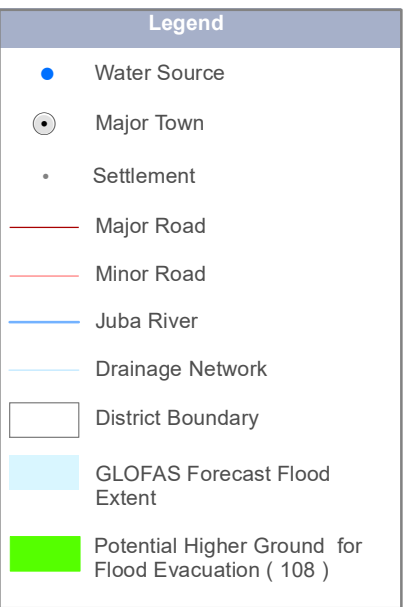 Legend
Water Source
Major Town
Settlement
Major Road
Minor Road
Juba River
Drainage Network
District Boundary
GLOFAS Forecast Flood
Extent
Potential Higher Ground for
Flood Evacuation ( 108 )